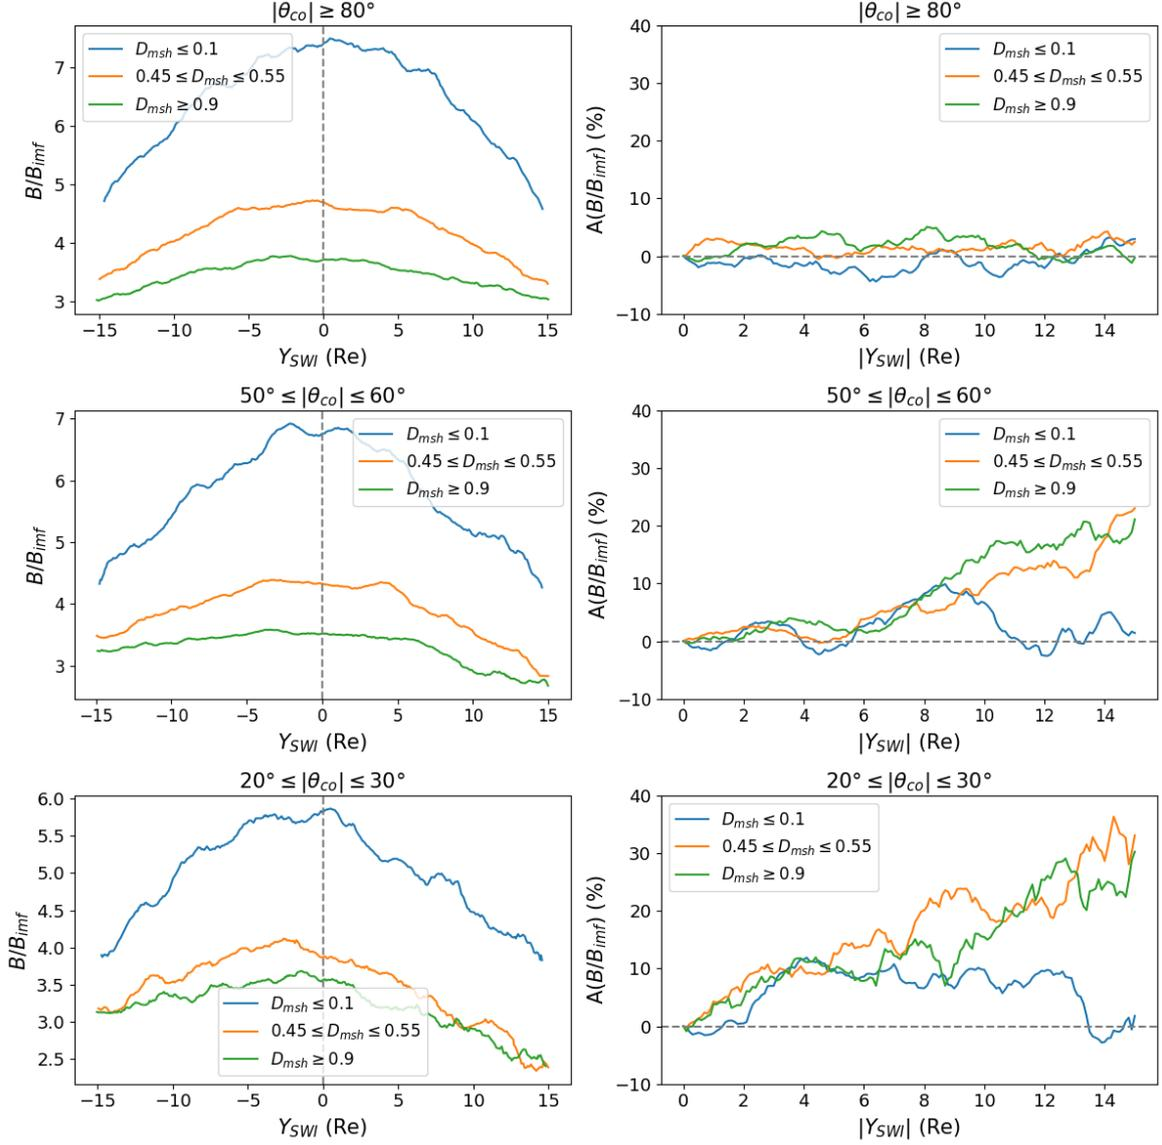 |θco| ≥ 80°
Dmsh ≤ 0.1
0.45 ≤ Dmsh ≤ 0.55
Dmsh ≥ 0.9
B/Bimf
7
6
5
4
3
−15 −10 −5 0 5 10 15
YSWI (Re)
|θco| ≥ 80°
Dmsh ≤ 0.1
0.45 ≤ Dmsh ≤ 0.55
Dmsh ≥ 0.9
A(B/Bimf) (%)
40
30
20
10
0
−10
0 2 4 6 8 10 12 14
|YSWI| (Re)
50° ≤ |θco| ≤ 60°
Dmsh ≤ 0.1
0.45 ≤ Dmsh ≤ 0.55
Dmsh ≥ 0.9
B/Bimf
7
6
5
4
3
−15 −10 −5 0 5 10 15
YSWI (Re)
50° ≤ |θco| ≤ 60°
Dmsh ≤ 0.1
0.45 ≤ Dmsh ≤ 0.55
Dmsh ≥ 0.9
A(B/Bimf) (%)
40
30
20
10
0
−10
0 2 4 6 8 10 12 14
|YSWI| (Re)
20° ≤ |θco| ≤ 30°
B/Bimf
6.0
5.5
5.0
4.5
4.0
3.5
3.0
2.5
Dmsh ≤ 0.1
0.45 ≤ Dmsh ≤ 0.55
Dmsh ≥ 0.9
−15 −10 −5 0 5 10 15
YSWI (Re)
20° ≤ |θco| ≤ 30°
Dmsh ≤ 0.1
0.45 ≤ Dmsh ≤ 0.55
Dmsh ≥ 0.9
A(B/Bimf) (%)
40
30
20
10
0
−10
0 2 4 6 8 10 12 14
|YSWI| (Re)